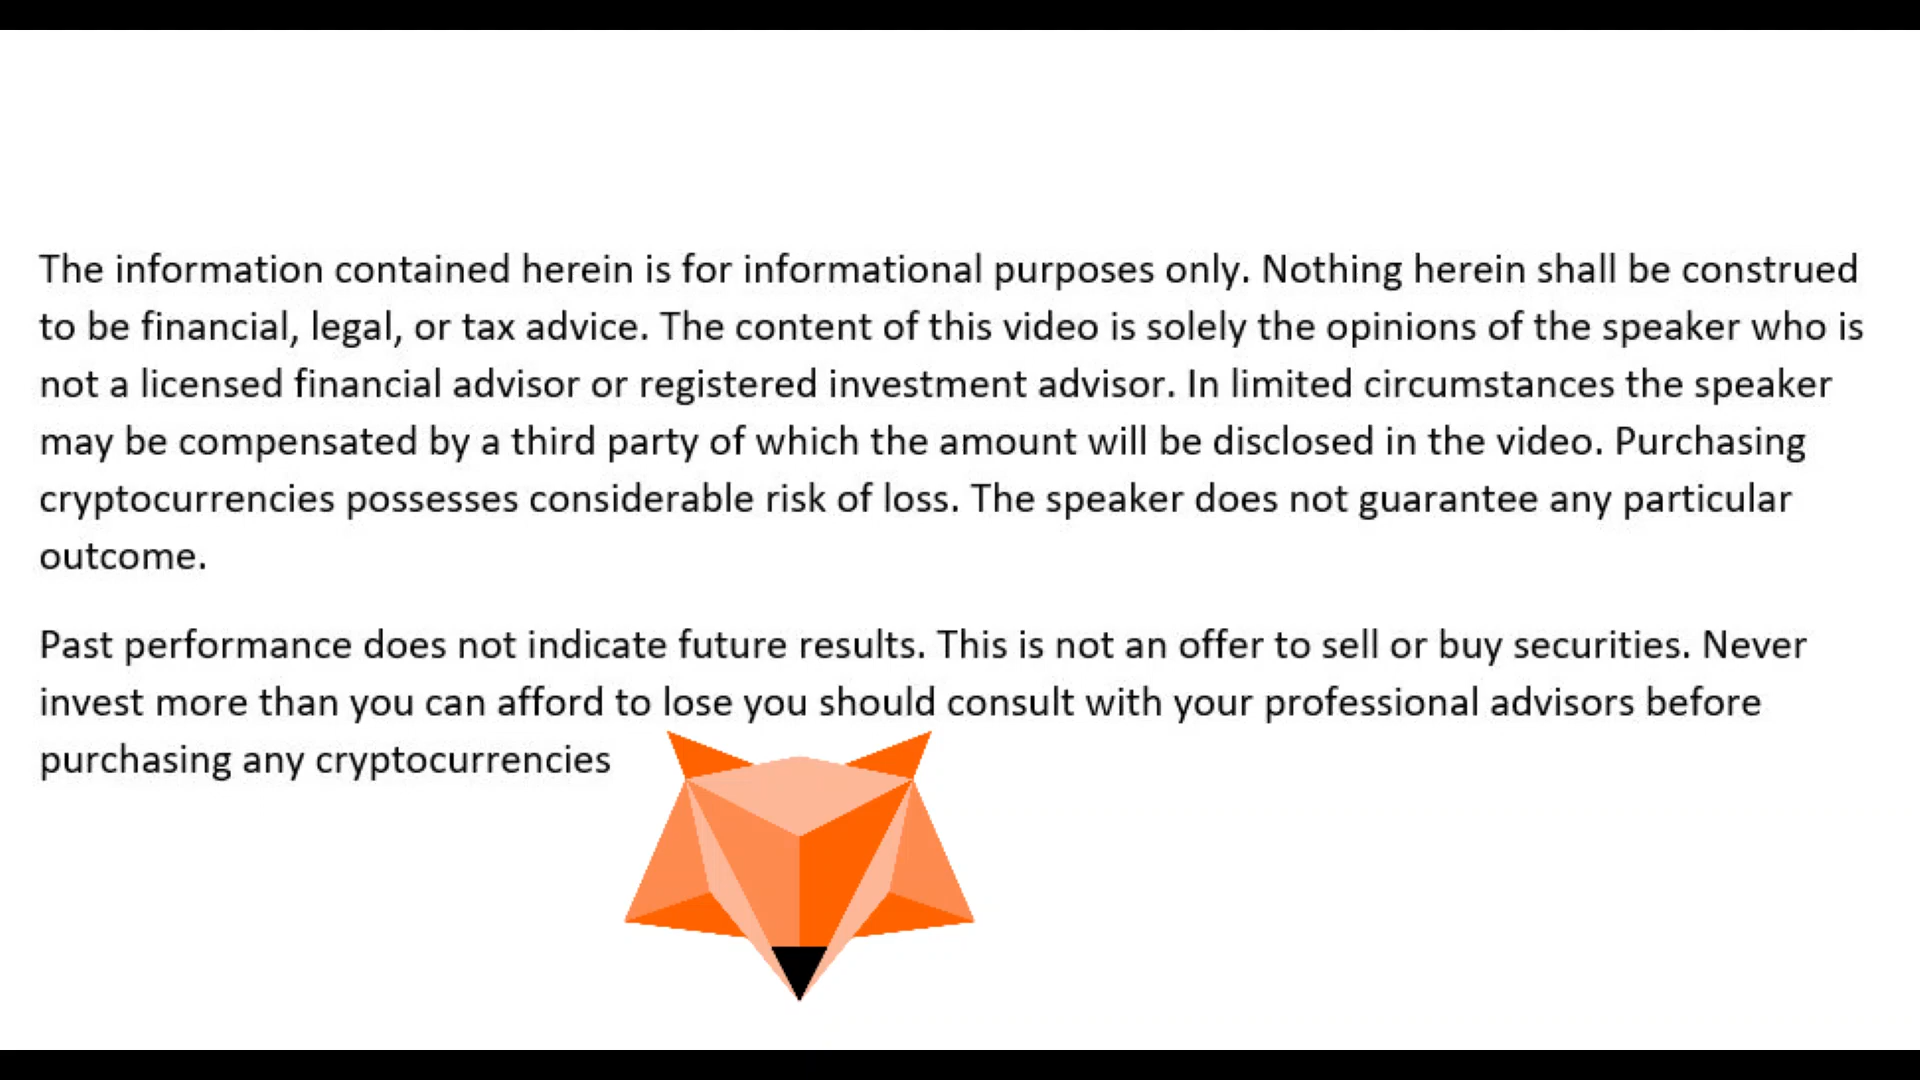 The information contained herein is for informational purposes only. Nothing herein shall be construed
to be financial, legal, or tax advice. The content of this video is solely the opinions of the speaker who is
not a licensed financial advisor or registered investment advisor. In limited circumstances the speaker
may be compensated by a third party of which the amount will be disclosed in the video. Purchasing
cryptocurrencies possesses considerable risk of loss. The speaker does not guarantee any particular
outcome.
Past performance does not indicate future results. This is not an offer to sell or buy securities. Never
invest more than you can afford to lose you should consult with your professional advisors before
purchasing any cryptocurrencies